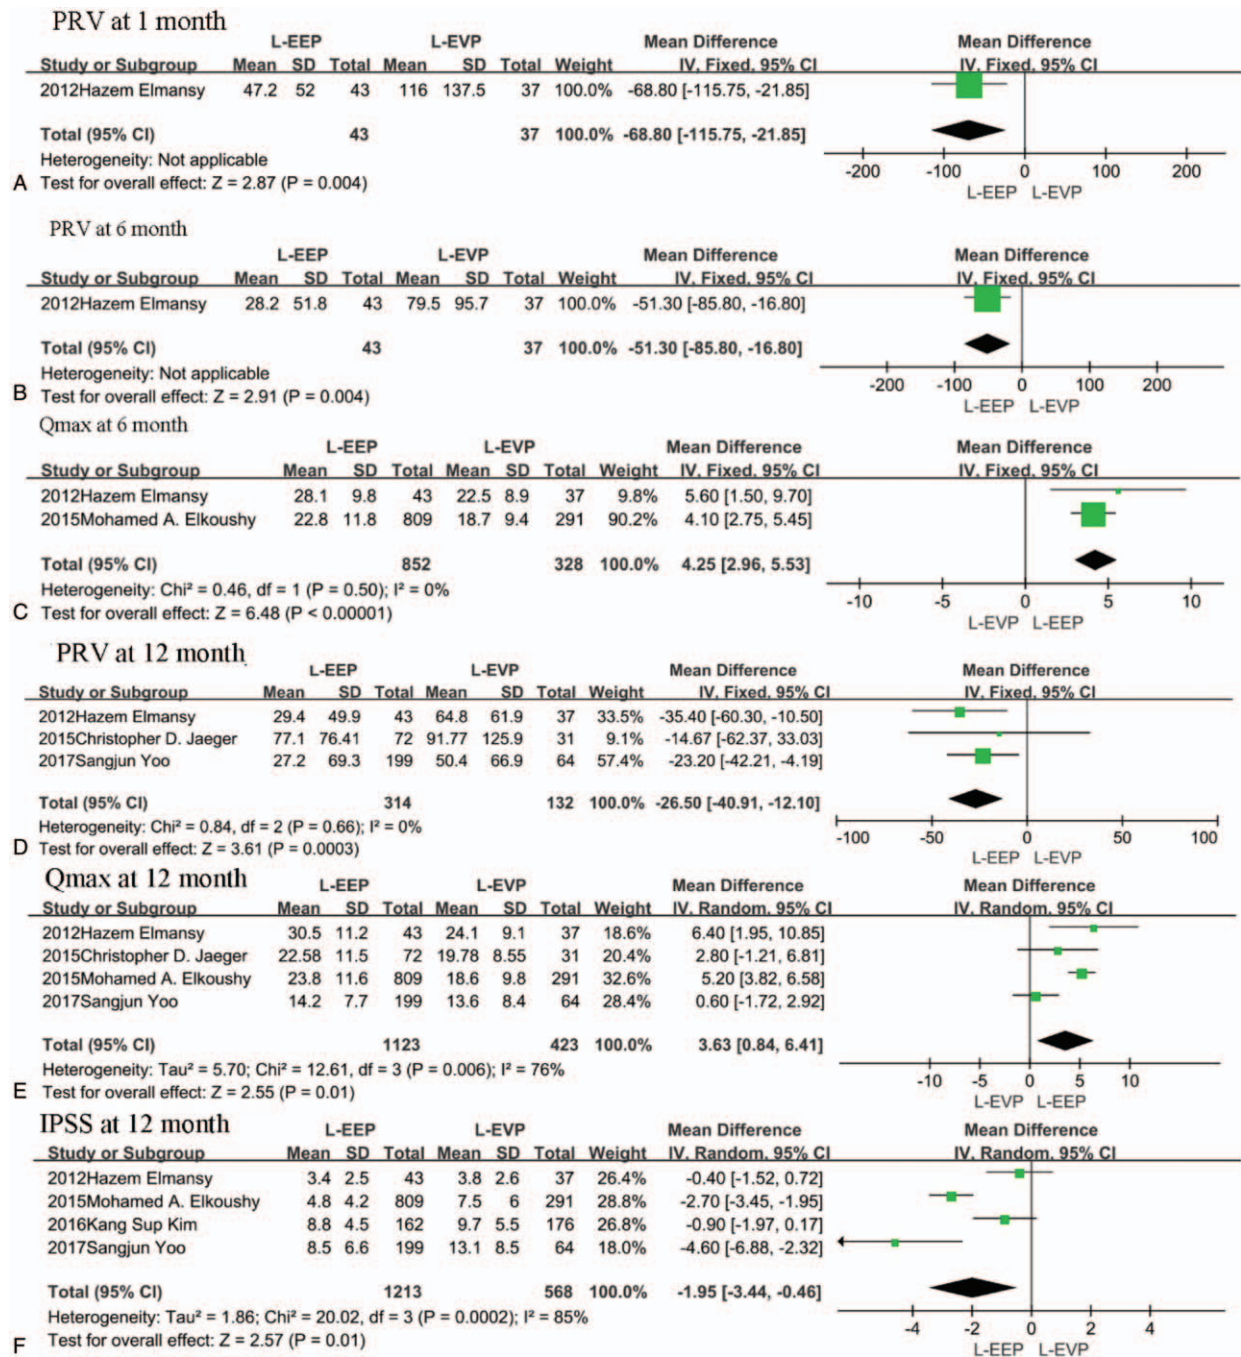 PRV at 1 month
L-EEP L-EVP Mean Difference Mean Difference
Study or Subgroup Mean SD Total Mean SD Total Weight IV, Fixed, 95% CI IV, Fixed, 95% CI
2012Hazem Elmansy 47.2 52 43 116 137.5 37 100.0% -68.80 [-115.75, -21.85]
Total (95% CI) 43 37 100.0% -68.80 [-115.75, -21.85]
Heterogeneity: Not applicable
-200 -100 0 100 200
A Test for overall effect: Z = 2.87 (P = 0.004)
L-EEP L-EVP
PRV at 6 month
L-EEP L-EVP Mean Difference Mean Difference
Study or Subgroup Mean SD Total Mean SD Total Weight IV, Fixed, 95% CI IV, Fixed, 95% CI
2012Hazem Elmansy 28.2 51.8 43 79.5 95.7 37 100.0% -51.30 [-85.80, -16.80]
Total (95% CI) 43 37 100.0% -51.30 [-85.80, -16.80]
Heterogeneity: Not applicable
-200 -100 0 100 200
B Test for overall effect: Z = 2.91 (P = 0.004)
L-EEP L-EVP
Qmax at 6 month
L-EEP L-EVP Mean Difference Mean Difference
Study or Subgroup Mean SD Total Mean SD Total Weight IV, Fixed, 95% CI IV, Fixed, 95% CI
2012Hazem Elmansy 28.1 9.8 43 22.5 8.9 37 9.8% 5.60 [1.50, 9.70]
2015Mohamed A. Elkoushy 22.8 11.8 809 18.7 9.4 291 90.2% 4.10 [2.75, 5.45]
Total (95% CI) 852 328 100.0% 4.25 [2.96, 5.53]
Heterogeneity: Chi² = 0.46, df = 1 (P = 0.50); I² = 0%
-10 -5 0 5 10
C Test for overall effect: Z = 6.48 (P < 0.00001)
L-EVP L-EEP
PRV at 12 month
L-EEP L-EVP Mean Difference Mean Difference
Study or Subgroup Mean SD Total Mean SD Total Weight IV, Fixed, 95% CI IV, Fixed, 95% CI
2012Hazem Elmansy 29.4 49.9 43 64.8 61.9 37 33.5% -35.40 [-60.30, -10.50]
2015Christopher D. Jaeger 77.1 76.41 72 91.77 125.9 31 9.1% -14.67 [-62.37, 33.03]
2017Sangjun Yoo 27.2 69.3 199 50.4 66.9 64 57.4% -23.20 [-42.21, -4.19]
Total (95% CI) 314 132 100.0% -26.50 [-40.91, -12.10]
Heterogeneity: Chi² = 0.84, df = 2 (P = 0.66); I² = 0%
-100 -50 0 50 100
D Test for overall effect: Z = 3.61 (P = 0.0003)
L-EEP L-EVP
Qmax at 12 month
L-EEP L-EVP Mean Difference Mean Difference
Study or Subgroup Mean SD Total Mean SD Total Weight IV, Random, 95% CI IV, Random, 95% CI
2012Hazem Elmansy 30.5 11.2 43 24.1 9.1 37 18.6% 6.40 [1.95, 10.85]
2015Christopher D. Jaeger 22.58 11.5 72 19.78 8.55 31 20.4% 2.80 [-1.21, 6.81]
2015Mohamed A. Elkoushy 23.8 11.6 809 18.6 9.8 291 32.6% 5.20 [3.82, 6.58]
2017Sangjun Yoo 14.2 7.7 199 13.6 8.4 64 28.4% 0.60 [-1.72, 2.92]
Total (95% CI) 1123 423 100.0% 3.63 [0.84, 6.41]
Heterogeneity: Tau² = 5.70; Chi² = 12.61, df = 3 (P = 0.006); I² = 76%
-10 -5 0 5 10
E Test for overall effect: Z = 2.55 (P = 0.01)
L-EVP L-EEP
IPSS at 12 month
L-EEP L-EVP Mean Difference Mean Difference
Study or Subgroup Mean SD Total Mean SD Total Weight IV, Random, 95% CI IV, Random, 95% CI
2012Hazem Elmansy 3.4 2.5 43 3.8 2.6 37 26.4% -0.40 [-1.52, 0.72]
2015Mohamed A. Elkoushy 4.8 4.2 809 7.5 6 291 28.8% -2.70 [-3.45, -1.95]
2016Kang Sup Kim 8.8 4.5 162 9.7 5.5 176 26.8% -0.90 [-1.97, 0.17]
2017Sangjun Yoo 8.5 6.6 199 13.1 8.5 64 18.0% -4.60 [-6.88, -2.32]
Total (95% CI) 1213 568 100.0% -1.95 [-3.44, -0.46]
Heterogeneity: Tau² = 1.86; Chi² = 20.02, df = 3 (P = 0.0002); I² = 85%
-4 -2 0 2 4
F Test for overall effect: Z = 2.57 (P = 0.01)
L-EEP L-EVP